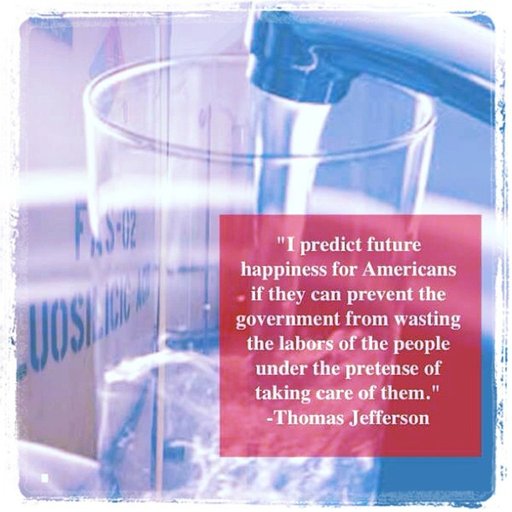 "I predict future
happiness for Americans
if they can prevent the
government from wasting
the labors of the people
under the pretense of
taking care of them."
-Thomas Jefferson